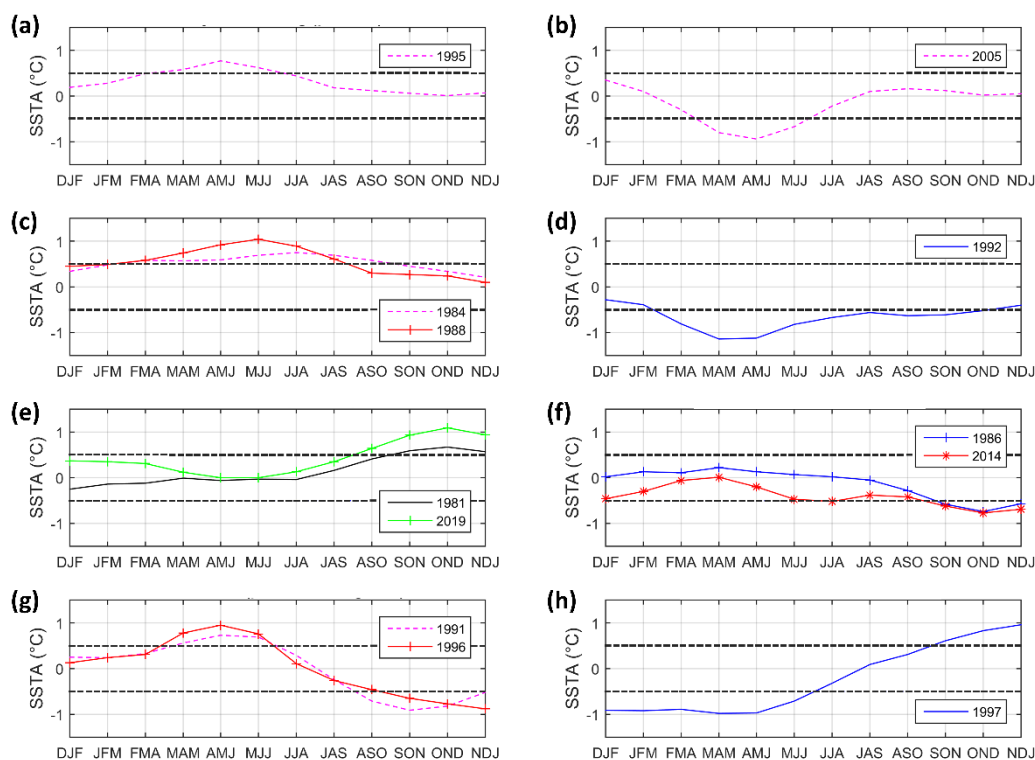 (a)
SSTA (°C)
1
0
-1
1995
DJF JFM FMA MAM AMJ MJJ JJA JAS ASO SON OND NDJ
(b)
SSTA (°C)
1
0
-1
2005
DJF JFM FMA MAM AMJ MJJ JJA JAS ASO SON OND NDJ
(c)
SSTA (°C)
1
0
-1
1984
1988
DJF JFM FMA MAM AMJ MJJ JJA JAS ASO SON OND NDJ
(d)
SSTA (°C)
1
0
-1
1992
DJF JFM FMA MAM AMJ MJJ JJA JAS ASO SON OND NDJ
(e)
SSTA (°C)
1
0
-1
1981
2019
DJF JFM FMA MAM AMJ MJJ JJA JAS ASO SON OND NDJ
(f)
SSTA (°C)
1
0
-1
1986
2014
DJF JFM FMA MAM AMJ MJJ JJA JAS ASO SON OND NDJ
(g)
SSTA (°C)
1
0
-1
1991
1996
DJF JFM FMA MAM AMJ MJJ JJA JAS ASO SON OND NDJ
(h)
SSTA (°C)
1
0
-1
1997
DJF JFM FMA MAM AMJ MJJ JJA JAS ASO SON OND NDJ